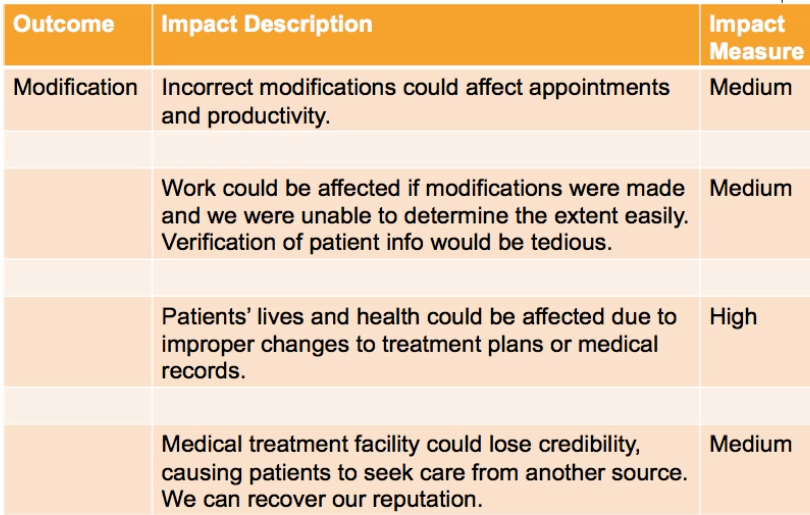 Outcome Impact Description Impact
Measure
Modification Incorrect modifications could affect appointments Medium
and productivity.
Work could be affected if modifications were made Medium
and we were unable to determine the extent easily.
Verification of patient info would be tedious.
Patients’ lives and health could be affected due to High
improper changes to treatment plans or medical
records.
Medical treatment facility could lose credibility, Medium
causing patients to seek care from another source.
We can recover our reputation.